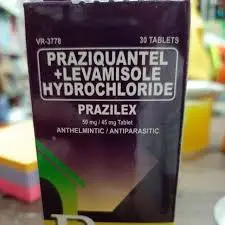 VR-3778 30 TABLETS
PRAZIQUANTEL
+LEVAMISOLE
HYDROCHLORIDE
PRAZILEX
50 mg / 45 mg Tablet
ANTHELMINTIC / ANTIPARASITIC